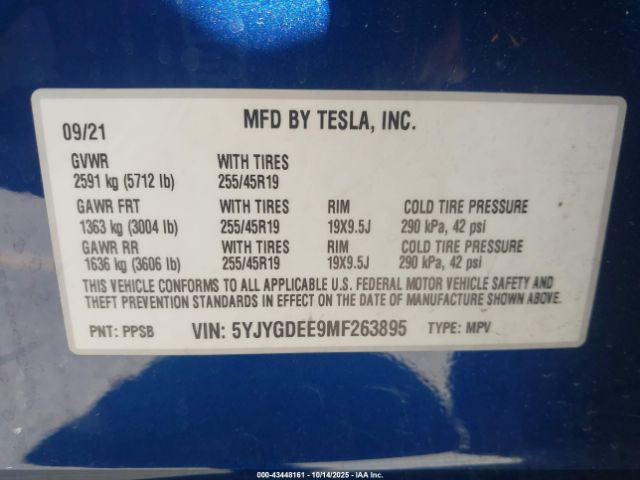 09/21 MFD BY TESLA, INC.
GVWR WITH TIRES
2591 kg (5712 lb) 255/45R19
GAWR FRT WITH TIRES RIM COLD TIRE PRESSURE
1363 kg (3004 lb) 255/45R19 19X9.5J 290 kPa, 42 psi
GAWR RR WITH TIRES RIM COLD TIRE PRESSURE
1636 kg (3606 lb) 255/45R19 19X9.5J 290 kPa, 42 psi
THIS VEHICLE CONFORMS TO ALL APPLICABLE U.S. FEDERAL MOTOR VEHICLE SAFETY AND
THEFT PREVENTION STANDARDS IN EFFECT ON THE DATE OF MANUFACTURE SHOWN ABOVE.
PNT: PPSB VIN: 5YJYGDEE9MF263895 TYPE: MPV
000-43448161 - 10/14/2025 - IAA Inc.